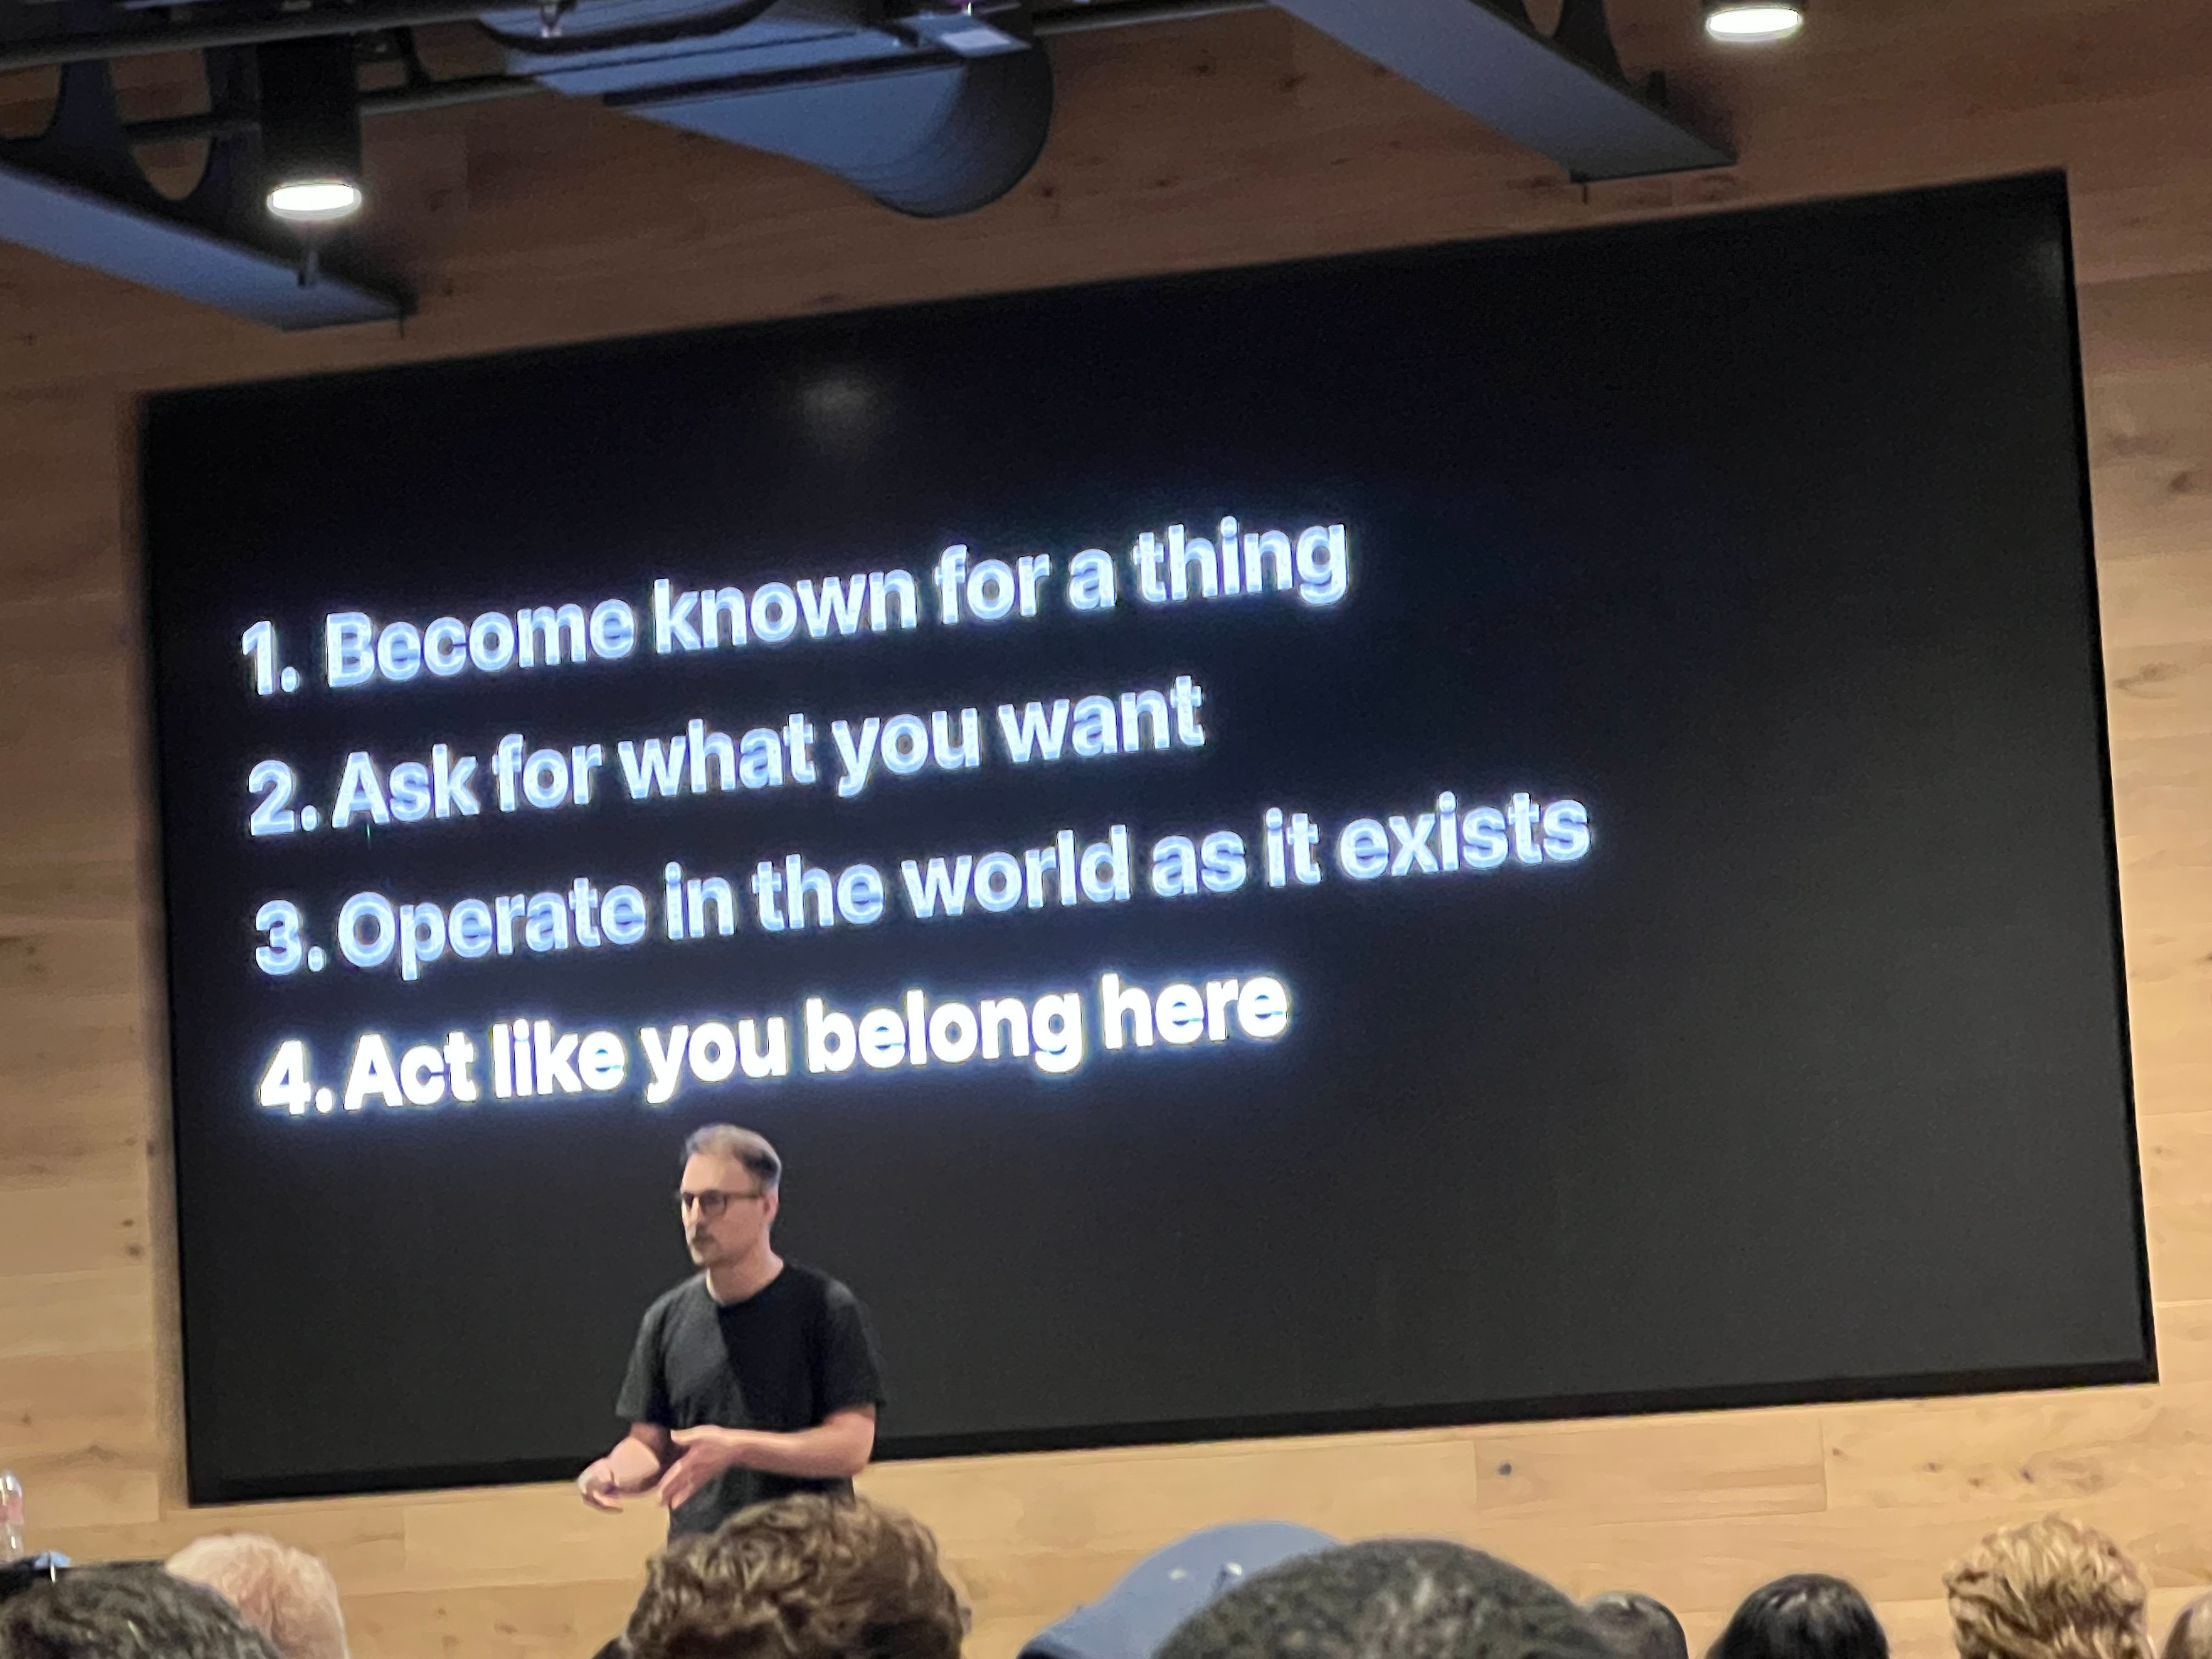 1. Become known for a thing
2. Ask for what you want
3. Operate in the world as it exists
4. Act like you belong here